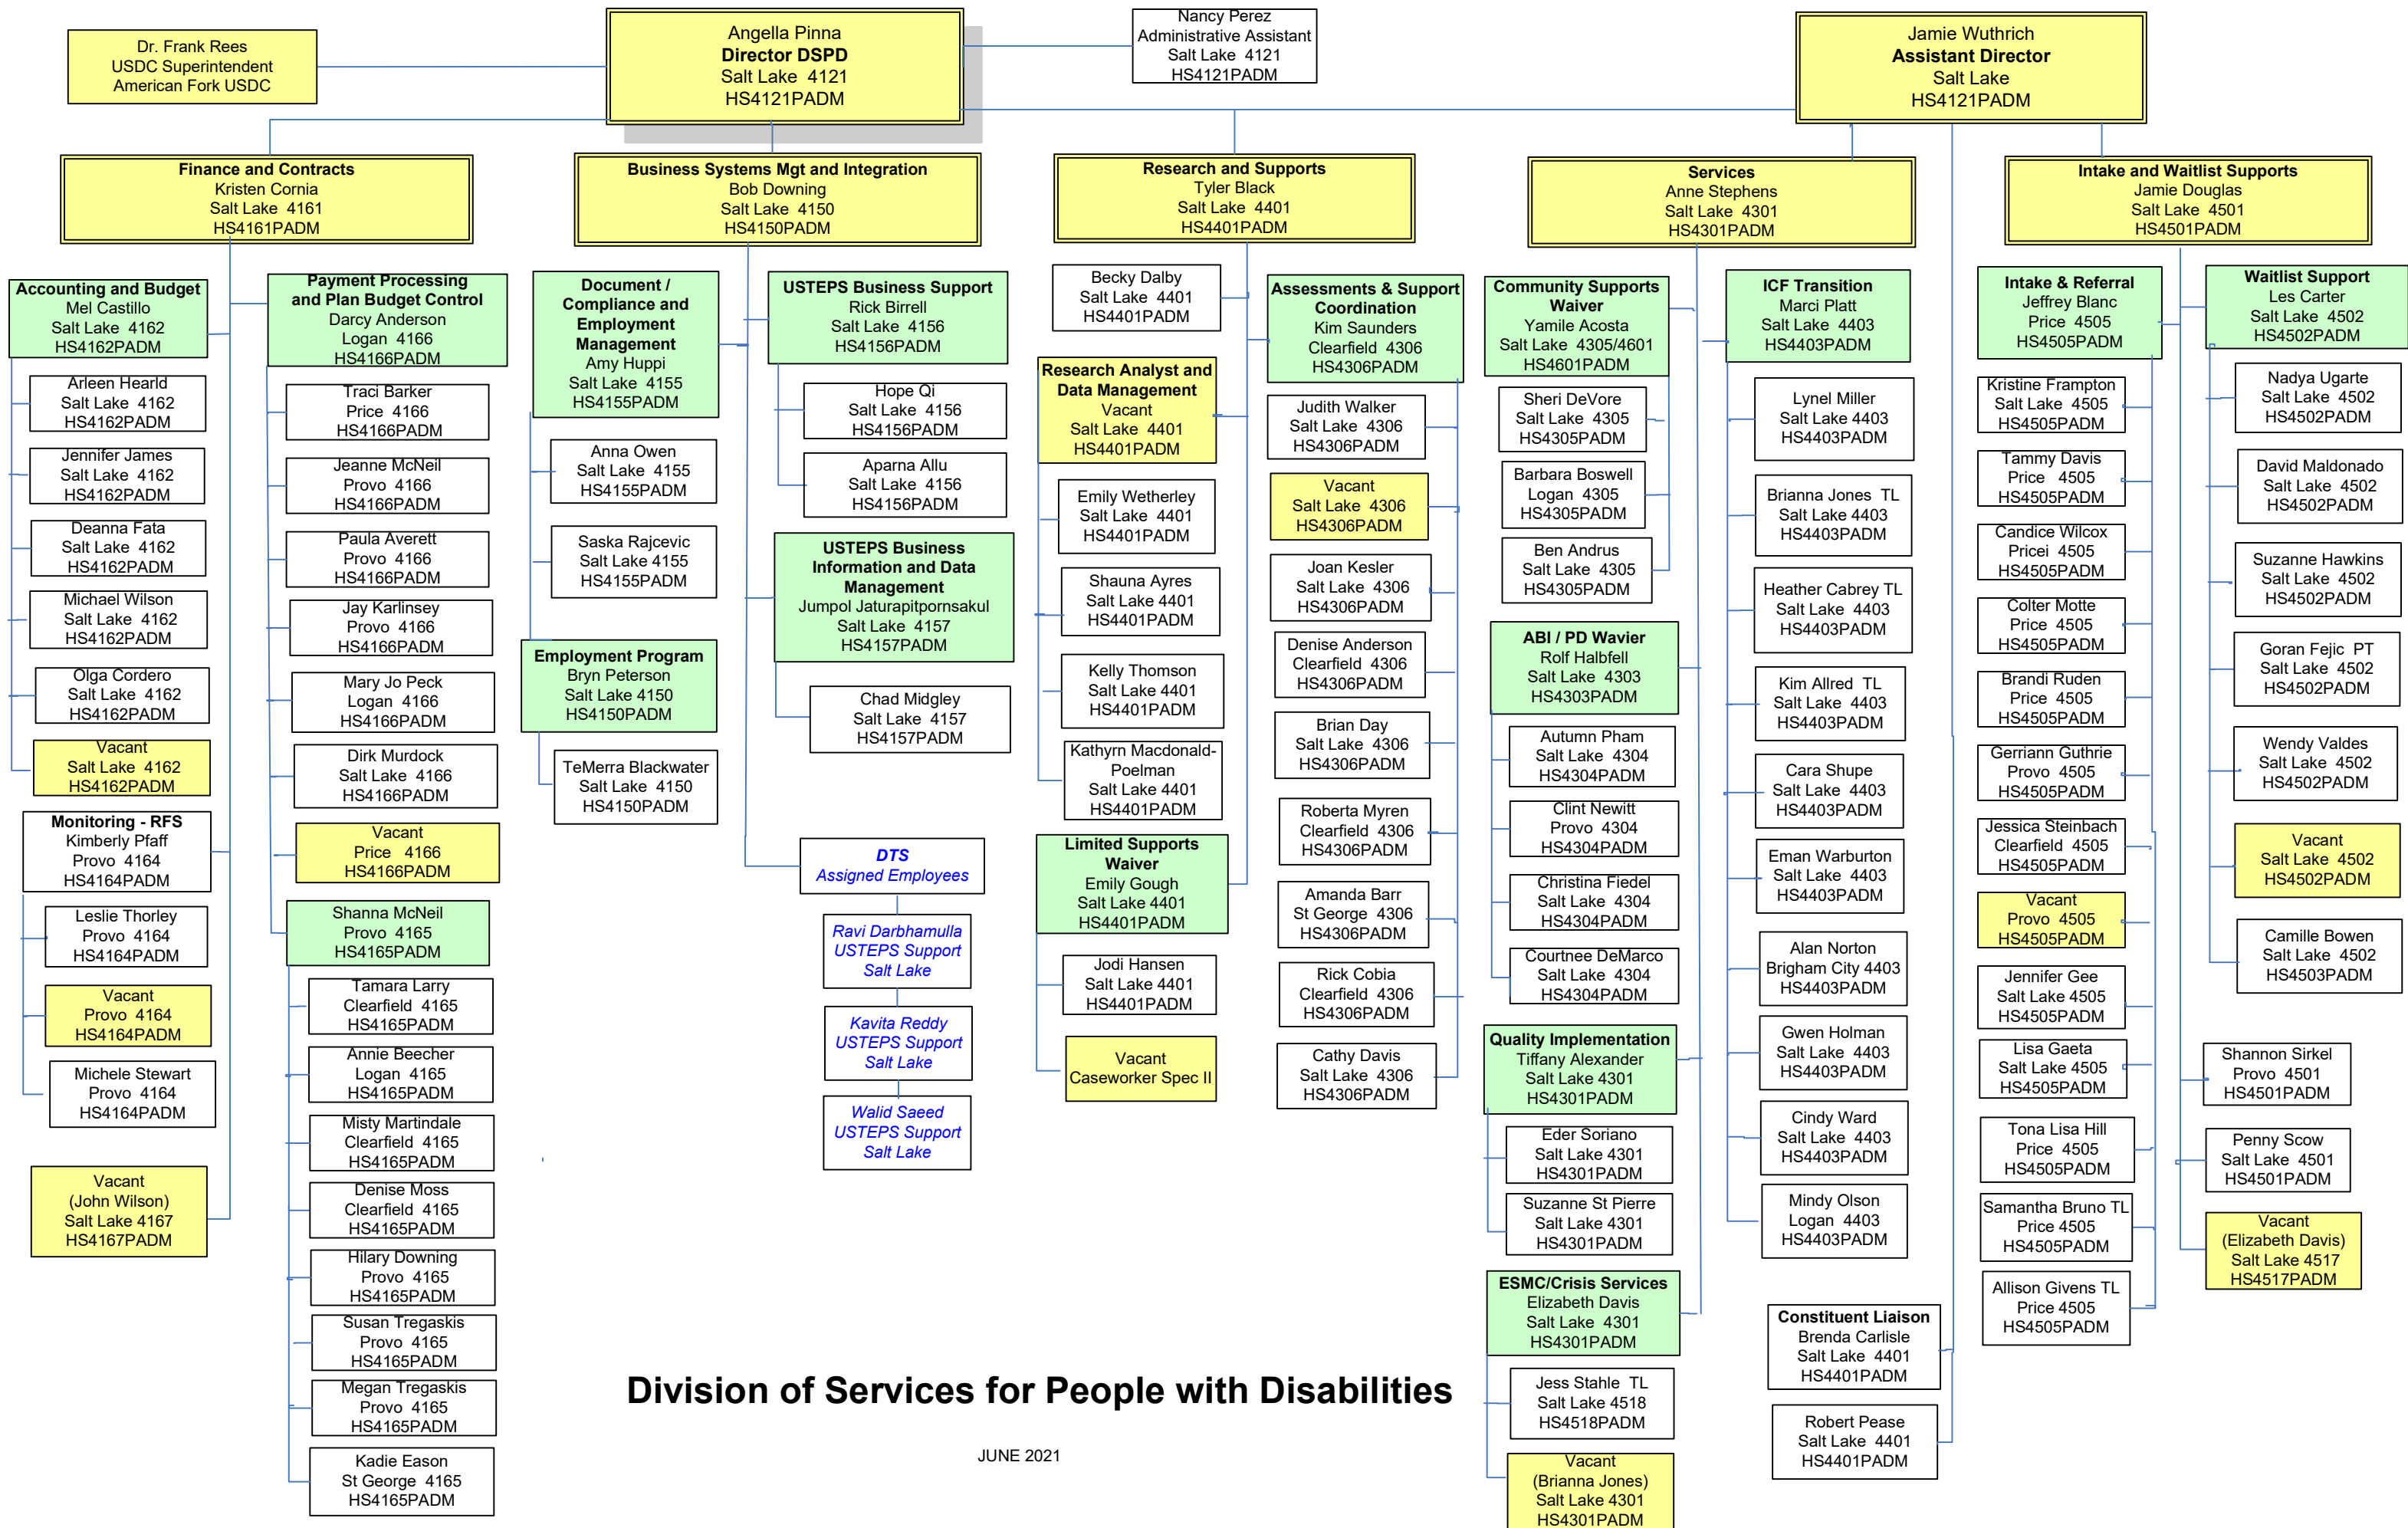 Dr. Frank Rees
USDC Superintendent
American Fork USDC
Angella Pinna
Director DSPD
Salt Lake 4121
HS4121PADM
Nancy Perez
Administrative Assistant
Salt Lake 4121
HS4121PADM
Jamie Wuthrich
Assistant Director
Salt Lake
HS4121PADM
Finance and Contracts
Kristen Cornia
Salt Lake 4161
HS4161PADM
Accounting and Budget
Mel Castillo
Salt Lake 4162
HS4162PADM
Arleen Hearld
Salt Lake 4162
HS4162PADM
Jennifer James
Salt Lake 4162
HS4162PADM
Deanna Fata
Salt Lake 4162
HS4162PADM
Michael Wilson
Salt Lake 4162
HS4162PADM
Olga Cordero
Salt Lake 4162
HS4162PADM
Vacant
Salt Lake 4162
HS4162PADM
Monitoring - RFS
Kimberly Pfaff
Provo 4164
HS4164PADM
Leslie Thorley
Provo 4164
HS4164PADM
Vacant
Provo 4164
HS4164PADM
Michele Stewart
Provo 4164
HS4164PADM
Vacant
(John Wilson)
Salt Lake 4167
HS4167PADM
Payment Processing
and Plan Budget Control
Darcy Anderson
Logan 4166
HS4166PADM
Traci Barker
Price 4166
HS4166PADM
Jeanne McNeil
Provo 4166
HS4166PADM
Paula Averett
Provo 4166
HS4166PADM
Jay Karlinsey
Provo 4166
HS4166PADM
Mary Jo Peck
Logan 4166
HS4166PADM
Dirk Murdock
Salt Lake 4166
HS4166PADM
Vacant
Price 4166
HS4166PADM
Shanna McNeil
Provo 4165
HS4165PADM
Tamara Larry
Clearfield 4165
HS4165PADM
Annie Beecher
Logan 4165
HS4165PADM
Misty Martindale
Clearfield 4165
HS4165PADM
Denise Moss
Clearfield 4165
HS4165PADM
Hilary Downing
Provo 4165
HS4165PADM
Susan Tregaskis
Provo 4165
HS4165PADM
Megan Tregaskis
Provo 4165
HS4165PADM
Kadie Eason
St George 4165
HS4165PADM
Business Systems Mgt and Integration
Bob Downing
Salt Lake 4150
HS4150PADM
Document /
Compliance and
Employment
Management
Amy Huppi
Salt Lake 4155
HS4155PADM
Anna Owen
Salt Lake 4155
HS4155PADM
Saska Rajcevic
Salt Lake 4155
HS4155PADM
Employment Program
Bryn Peterson
Salt Lake 4150
HS4150PADM
TeMerra Blackwater
Salt Lake 4150
HS4150PADM
USTEPS Business Support
Rick Birrell
Salt Lake 4156
HS4156PADM
Hope Qi
Salt Lake 4156
HS4156PADM
Aparna Allu
Salt Lake 4156
HS4156PADM
USTEPS Business
Information and Data
Management
Jumpol Jaturapitpornsakul
Salt Lake 4157
HS4157PADM
Chad Midgley
Salt Lake 4157
HS4157PADM
DTS
Assigned Employees
Ravi Darbhamulla
USTEPS Support
Salt Lake
Kavita Reddy
USTEPS Support
Salt Lake
Walid Saeed
USTEPS Support
Salt Lake
Research and Supports
Tyler Black
Salt Lake 4401
HS4401PADM
Becky Dalby
Salt Lake 4401
HS4401PADM
Research Analyst and
Data Management
Vacant
Salt Lake 4401
HS4401PADM
Emily Wetherley
Salt Lake 4401
HS4401PADM
Shauna Ayres
Salt Lake 4401
HS4401PADM
Kelly Thomson
Salt Lake 4401
HS4401PADM
Kathyrn Macdonald-
Poelman
Salt Lake 4401
HS4401PADM
Limited Supports
Waiver
Emily Gough
Salt Lake 4401
HS4401PADM
Jodi Hansen
Salt Lake 4401
HS4401PADM
Vacant
Caseworker Spec II
Assessments & Support
Coordination
Kim Saunders
Clearfield 4306
HS4306PADM
Judith Walker
Salt Lake 4306
HS4306PADM
Vacant
Salt Lake 4306
HS4306PADM
Joan Kesler
Salt Lake 4306
HS4306PADM
Denise Anderson
Clearfield 4306
HS4306PADM
Brian Day
Salt Lake 4306
HS4306PADM
Roberta Myren
Clearfield 4306
HS4306PADM
Amanda Barr
St George 4306
HS4306PADM
Rick Cobia
Clearfield 4306
HS4306PADM
Cathy Davis
Salt Lake 4306
HS4306PADM
Services
Anne Stephens
Salt Lake 4301
HS4301PADM
Community Supports
Waiver
Yamile Acosta
Salt Lake 4305/4601
HS4601PADM
Sheri DeVore
Salt Lake 4305
HS4305PADM
Barbara Boswell
Logan 4305
HS4305PADM
Ben Andrus
Salt Lake 4305
HS4305PADM
ABI / PD Wavier
Rolf Halbfell
Salt Lake 4303
HS4303PADM
Autumn Pham
Salt Lake 4304
HS4304PADM
Clint Newitt
Provo 4304
HS4304PADM
Christina Fiedel
Salt Lake 4304
HS4304PADM
Courtnee DeMarco
Salt Lake 4304
HS4304PADM
Quality Implementation
Tiffany Alexander
Salt Lake 4301
HS4301PADM
Eder Soriano
Salt Lake 4301
HS4301PADM
Suzanne St Pierre
Salt Lake 4301
HS4301PADM
ESMC/Crisis Services
Elizabeth Davis
Salt Lake 4301
HS4301PADM
Jess Stahle TL
Salt Lake 4518
HS4518PADM
Vacant
(Brianna Jones)
Salt Lake 4301
HS4301PADM
ICF Transition
Marci Platt
Salt Lake 4403
HS4403PADM
Lynel Miller
Salt Lake 4403
HS4403PADM
Brianna Jones TL
Salt Lake 4403
HS4403PADM
Heather Cabrey TL
Salt Lake 4403
HS4403PADM
Kim Allred TL
Salt Lake 4403
HS4403PADM
Cara Shupe
Salt Lake 4403
HS4403PADM
Eman Warburton
Salt Lake 4403
HS4403PADM
Alan Norton
Brigham City 4403
HS4403PADM
Gwen Holman
Salt Lake 4403
HS4403PADM
Cindy Ward
Salt Lake 4403
HS4403PADM
Mindy Olson
Logan 4403
HS4403PADM
Constituent Liaison
Brenda Carlisle
Salt Lake 4401
HS4401PADM
Robert Pease
Salt Lake 4401
HS4401PADM
Intake and Waitlist Supports
Jamie Douglas
Salt Lake 4501
HS4501PADM
Intake & Referral
Jeffrey Blanc
Price 4505
HS4505PADM
Kristine Frampton
Salt Lake 4505
HS4505PADM
Tammy Davis
Price 4505
HS4505PADM
Candice Wilcox
Pricei 4505
HS4505PADM
Colter Motte
Price 4505
HS4505PADM
Brandi Ruden
Price 4505
HS4505PADM
Gerriann Guthrie
Provo 4505
HS4505PADM
Jessica Steinbach
Clearfield 4505
HS4505PADM
Vacant
Provo 4505
HS4505PADM
Jennifer Gee
Salt Lake 4505
HS4505PADM
Lisa Gaeta
Salt Lake 4505
HS4505PADM
Tona Lisa Hill
Price 4505
HS4505PADM
Samantha Bruno TL
Price 4505
HS4505PADM
Allison Givens TL
Price 4505
HS4505PADM
Waitlist Support
Les Carter
Salt Lake 4502
HS4502PADM
Nadya Ugarte
Salt Lake 4502
HS4502PADM
David Maldonado
Salt Lake 4502
HS4502PADM
Suzanne Hawkins
Salt Lake 4502
HS4502PADM
Goran Fejic PT
Salt Lake 4502
HS4502PADM
Wendy Valdes
Salt Lake 4502
HS4502PADM
Vacant
Salt Lake 4502
HS4502PADM
Camille Bowen
Salt Lake 4502
HS4503PADM
Shannon Sirkel
Provo 4501
HS4501PADM
Penny Scow
Salt Lake 4501
HS4501PADM
Vacant
(Elizabeth Davis)
Salt Lake 4517
HS4517PADM
Division of Services for People with Disabilities
JUNE 2021